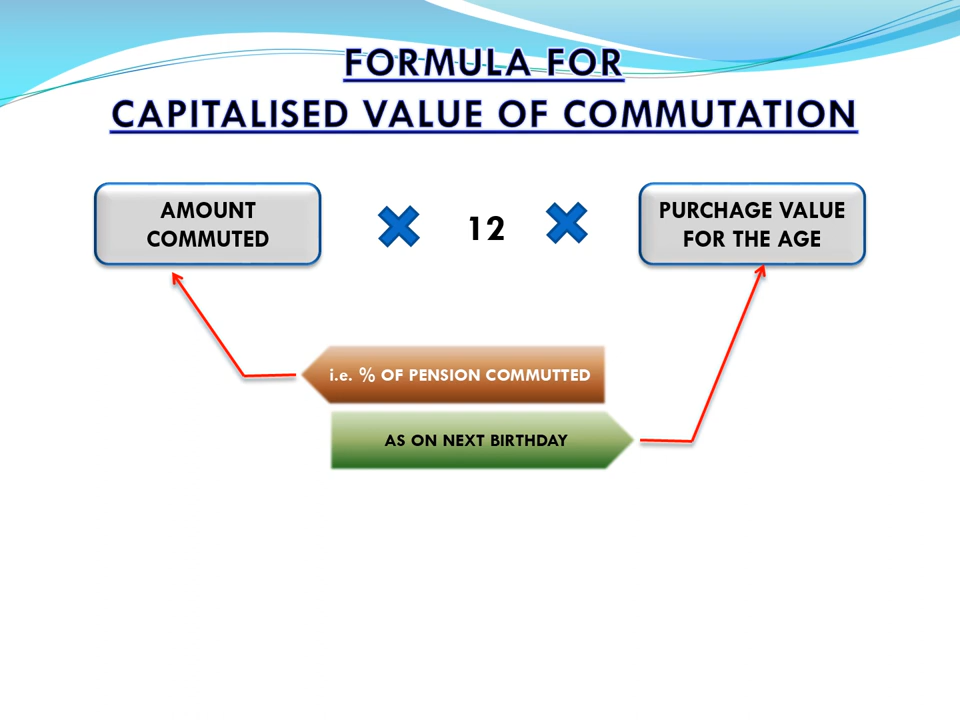 FORMULA FOR
CAPITALISED VALUE OF COMMUTATION
AMOUNT
COMMUTED
12
PURCHAGE VALUE
FOR THE AGE
i.e. % OF PENSION COMMUTTED
AS ON NEXT BIRTHDAY